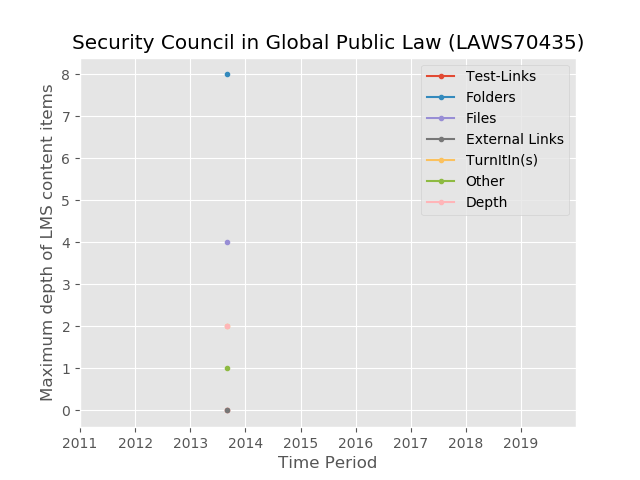 Security Council in Global Public Law (LAWS70435)
Maximum depth of LMS content items
8
7
6
5
4
3
2
1
0
Test-Links
Folders
Files
External Links
TurnItIn(s)
Other
Depth
2011 2012 2013 2014 2015 2016 2017 2018 2019
Time Period